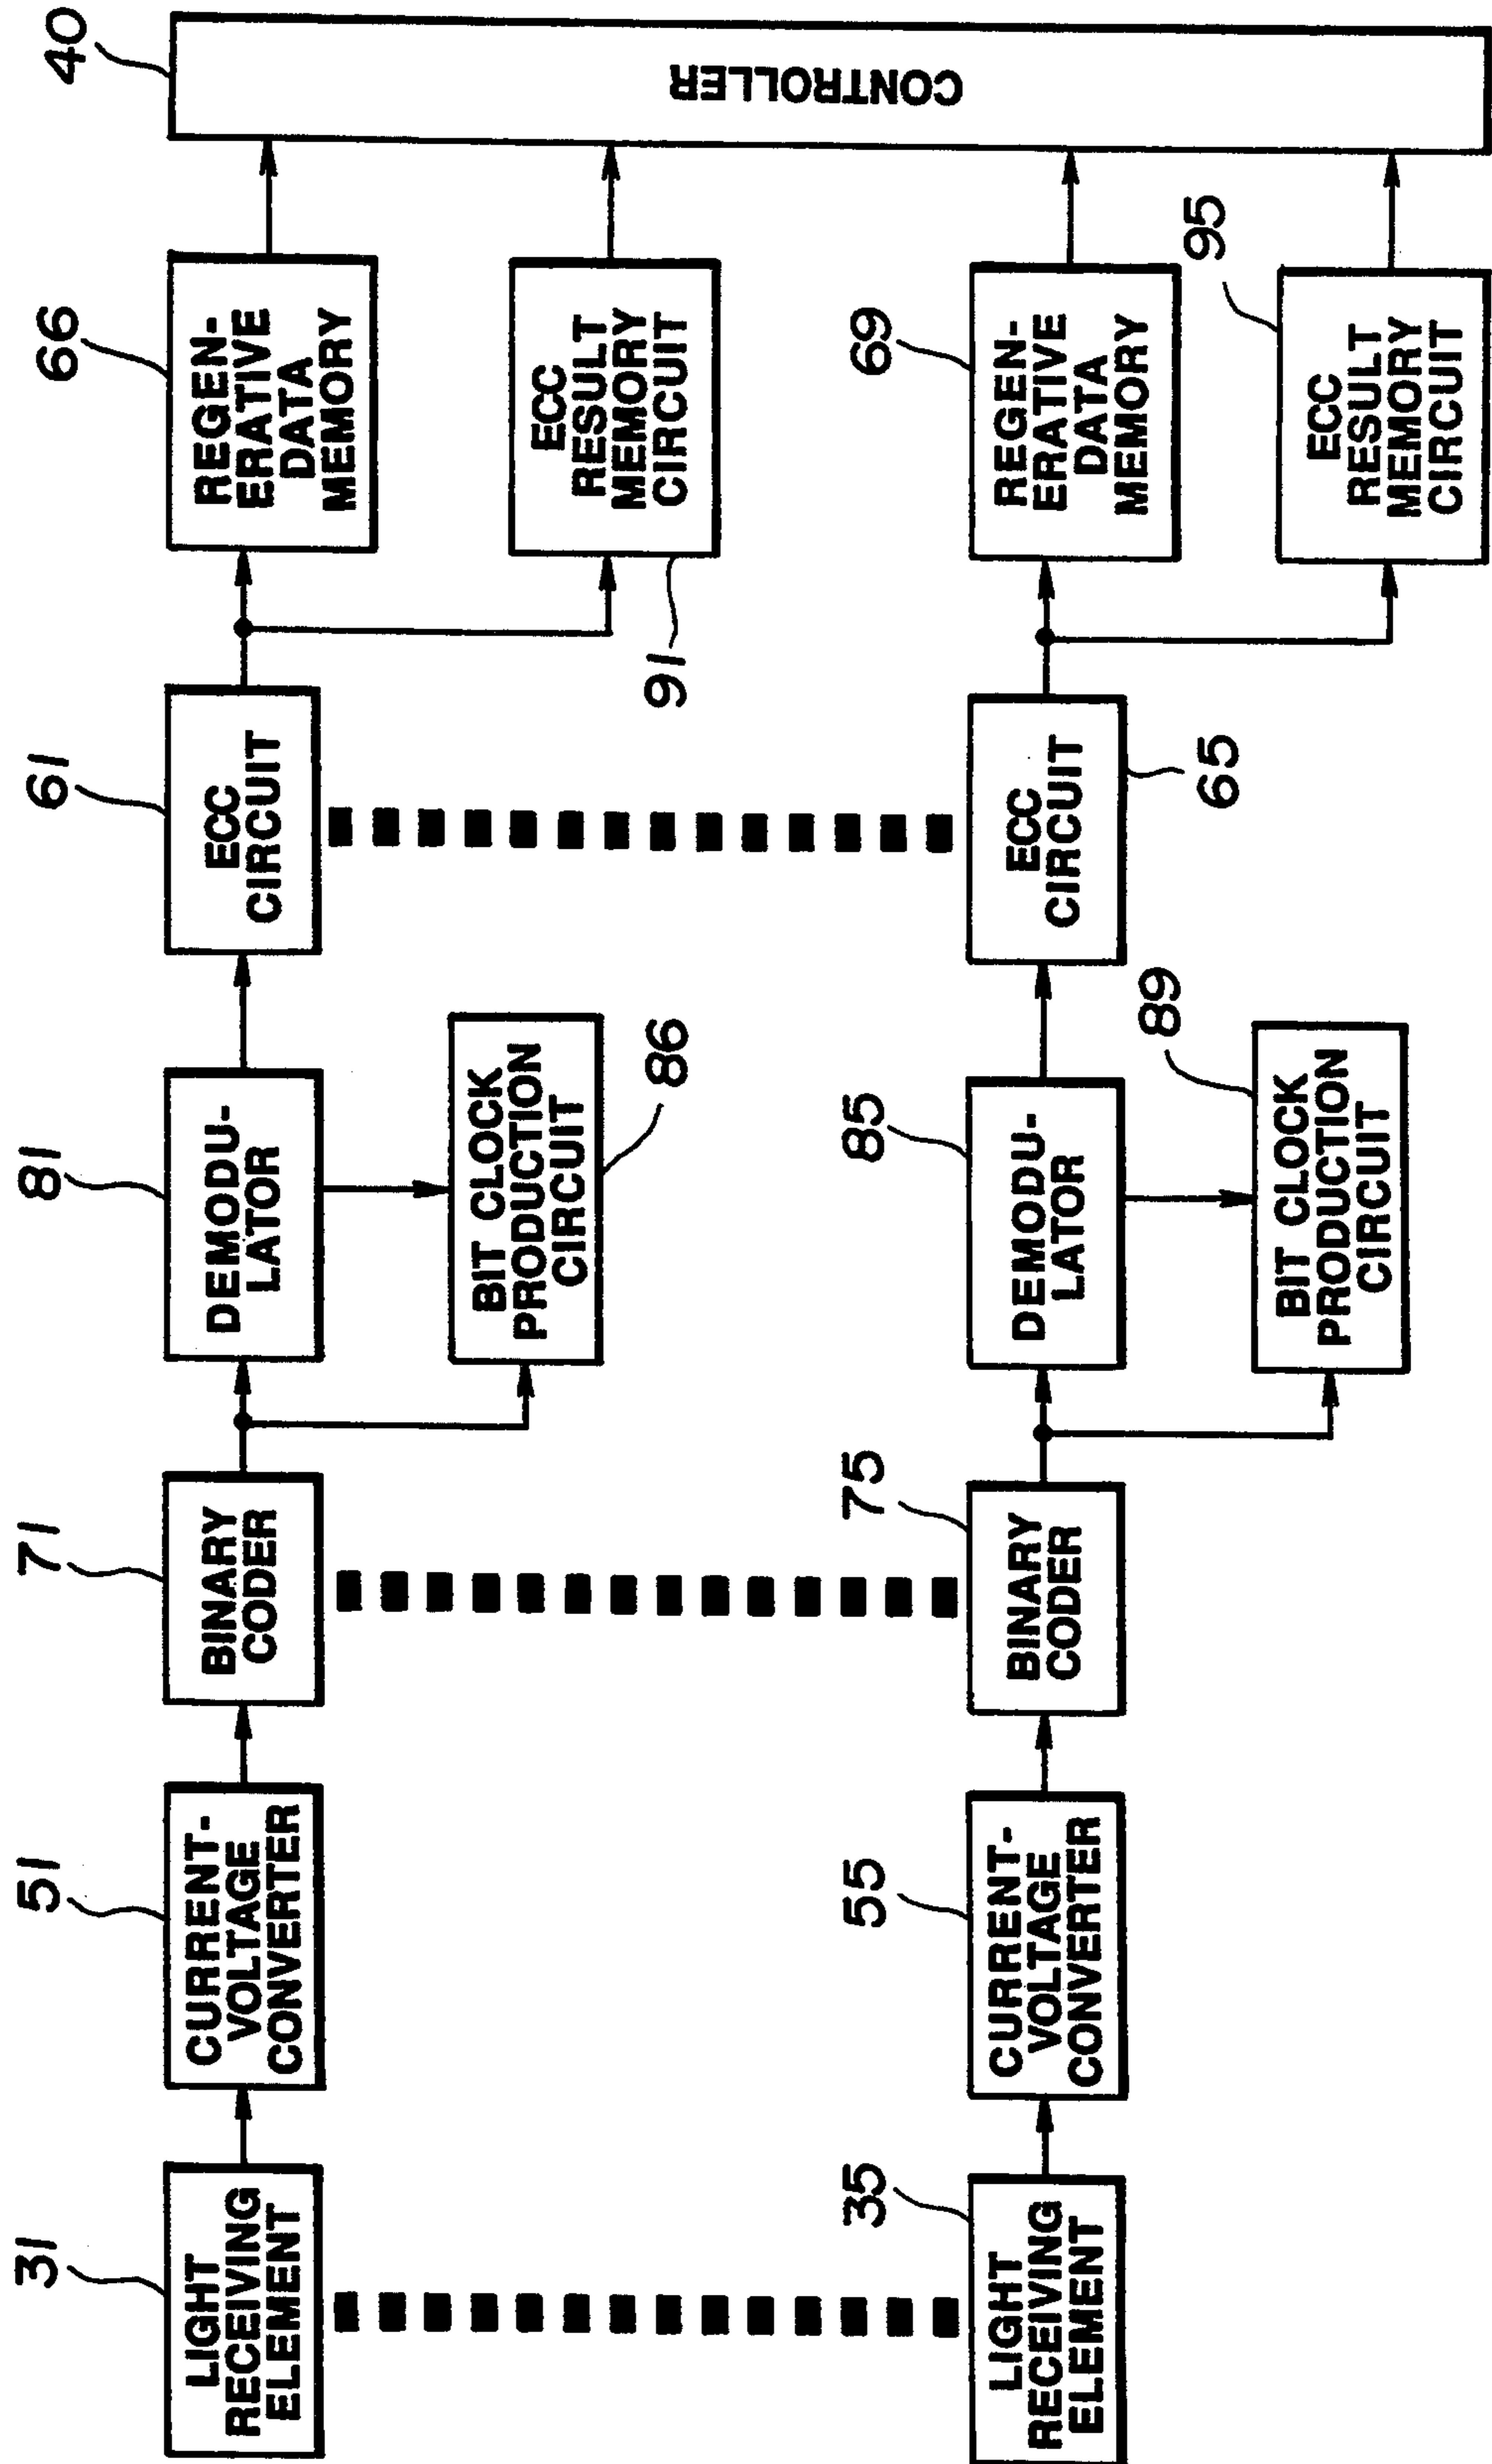 31
LIGHT
RECEIVING
ELEMENT
51
CURRENT-
VOLTAGE
CONVERTER
71
BINARY
CODER
81
DEMODU-
LATOR
BIT CLOCK
PRODUCTION
CIRCUIT
86
61
ECC
CIRCUIT
66
REGEN-
ERATIVE
DATA
MEMORY
ECC
RESULT
MEMORY
CIRCUIT
91
40
CONTROLLER
35
LIGHT
RECEIVING
ELEMENT
55
CURRENT-
VOLTAGE
CONVERTER
75
BINARY
CODER
85
DEMODU-
LATOR
89
BIT CLOCK
PRODUCTION
CIRCUIT
ECC
CIRCUIT
65
69
REGEN-
ERATIVE
DATA
MEMORY
95
ECC
RESULT
MEMORY
CIRCUIT